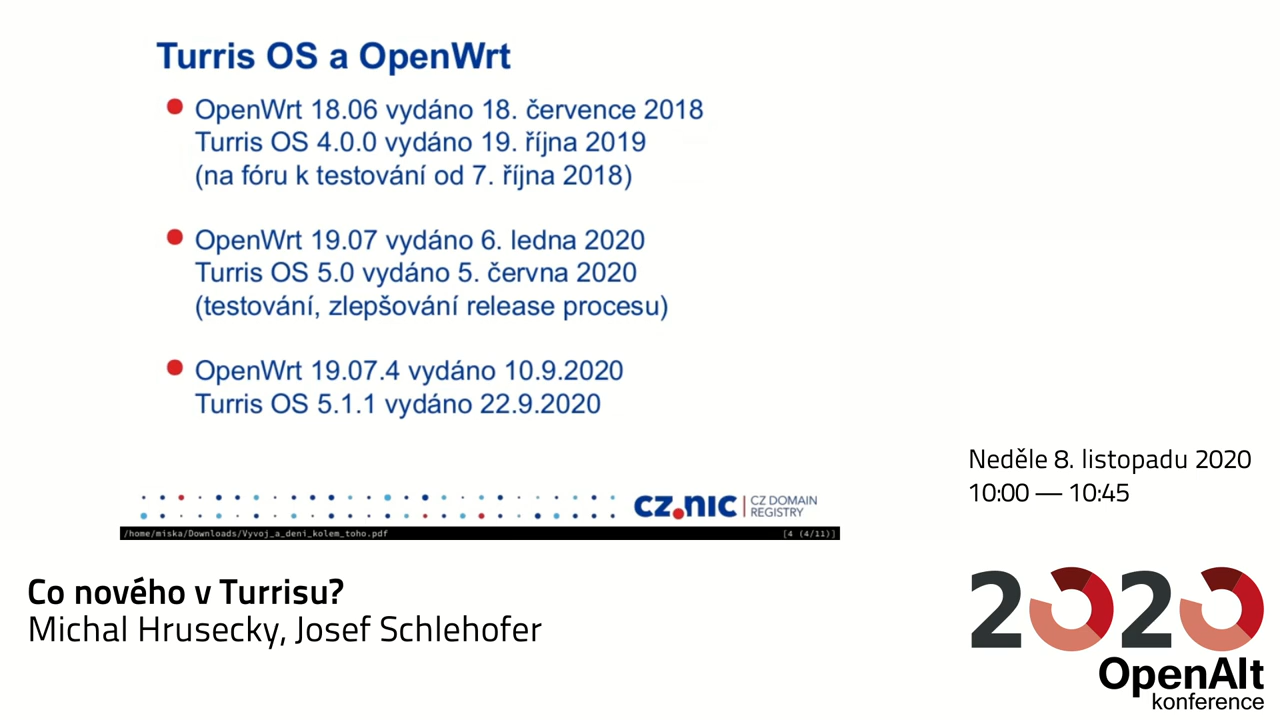 Turris OS a OpenWrt
OpenWrt 18.06 vydáno 18. července 2018
Turris OS 4.0.0 vydáno 19. října 2019
(na fóru k testování od 7. října 2018)
OpenWrt 19.07 vydáno 6. ledna 2020
Turris OS 5.0 vydáno 5. června 2020
(testování, zlepšování release procesu)
OpenWrt 19.07.4 vydáno 10.9.2020
Turris OS 5.1.1 vydáno 22.9.2020
cz.nic | CZ DOMAIN
REGISTRY
/home/miska/Downloads/Vyvoj_a_deni_kolem_toho.pdf [4 (4/11)]
Neděle 8. listopadu 2020
10:00 — 10:45
Co nového v Turrisu?
Michal Hrusecky, Josef Schlehofer
2020
OpenAlt
konference